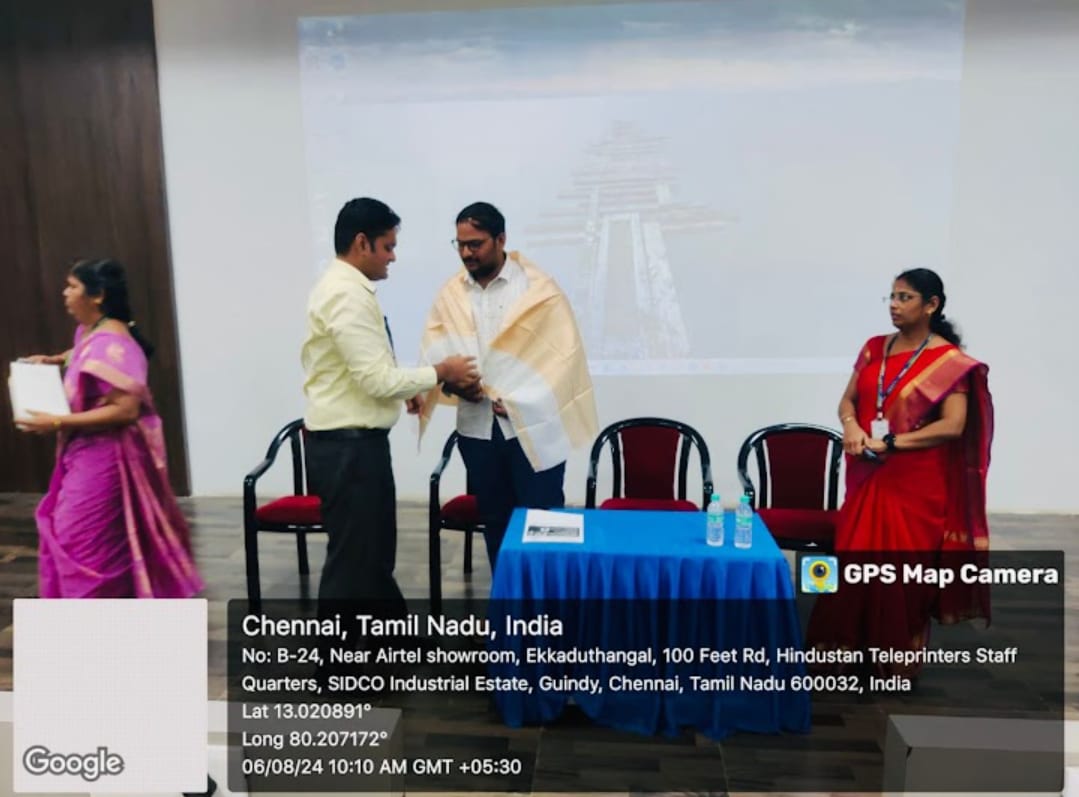 GPS Map Camera
Chennai, Tamil Nadu, India
No: B-24, Near Airtel showroom, Ekkaduthangal, 100 Feet Rd, Hindustan Teleprinters Staff
Quarters, SIDCO Industrial Estate, Guindy, Chennai, Tamil Nadu 600032, India
Lat 13.020891°
Long 80.207172°
06/08/24 10:10 AM GMT +05:30
Google